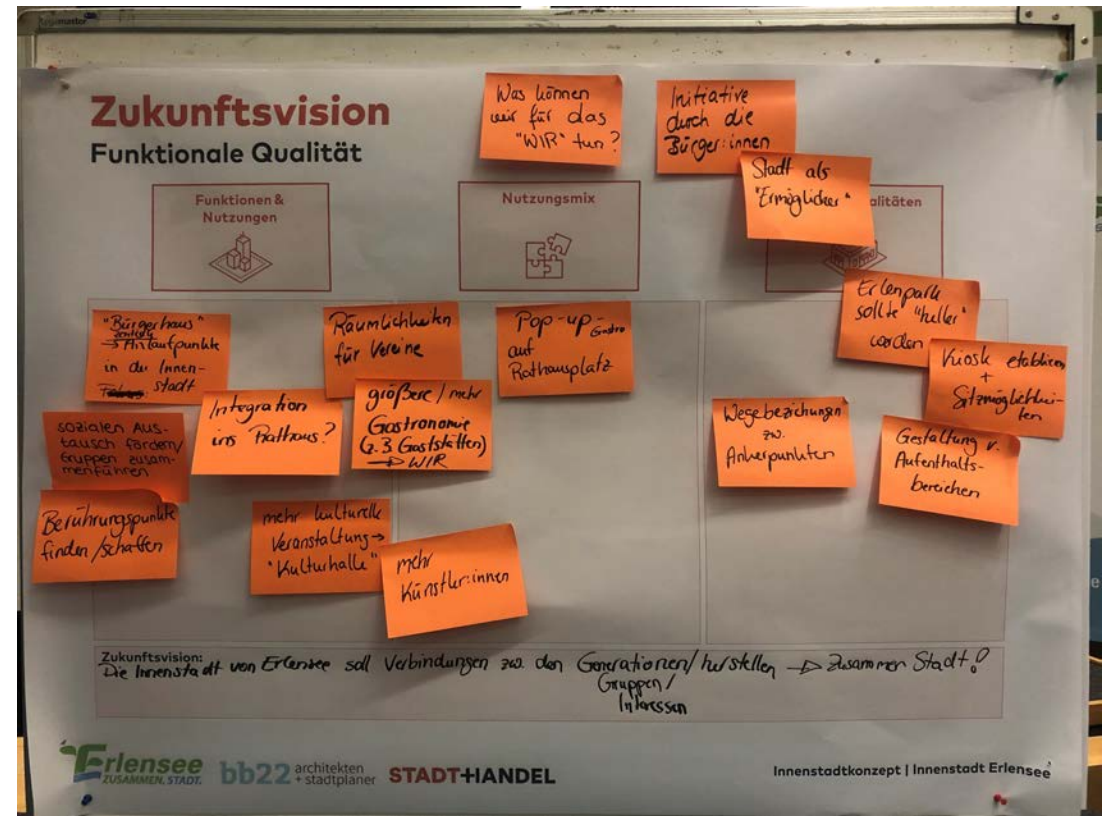 Legamaster
Zukunftsvision
Funktionale Qualität
Was können
wir für das
"WIR" tun?
Initiative
durch die
Bürger:innen
Stadt als
"Ermöglicher"
Funktionen &
Nutzungen
Nutzungsmix
alitäten
"Bürgerhaus"
zentrale
→ Anlaufpunkte
in der Innen-
stadt
Räumlichkeiten
für Vereine
Pop-up-Gastro
auf
Rathausplatz
Erlenpark
sollte "heller"
werden
Kiosk etablieren
+
Sitzmöglichkei-
ten
sozialen Aus-
tausch fördern/
Gruppen zusam-
menführen
Integration
ins Rathaus?
größere/mehr
Gastronomie
(z.B. Gaststätten)
→ WIR
Wegebeziehungen
zw.
Ankerpunkten
Gestaltung v.
Aufenthalts-
bereichen
Berührungspunkte
finden/schaffen
mehr kulturelle
Veranstaltung→
"Kulturhalle"
mehr
Künstler:innen
Zukunftsvision:
Die Innenstadt von Erlensee soll Verbindungen zw. den Generationen/ herstellen → Zusammen Stadt!
Gruppen/
Interessen
Erlensee
ZUSAMMEN. STADT.
bb22 architekten
+ stadtplaner
STADT+HANDEL
Innenstadtkonzept | Innenstadt Erlensee